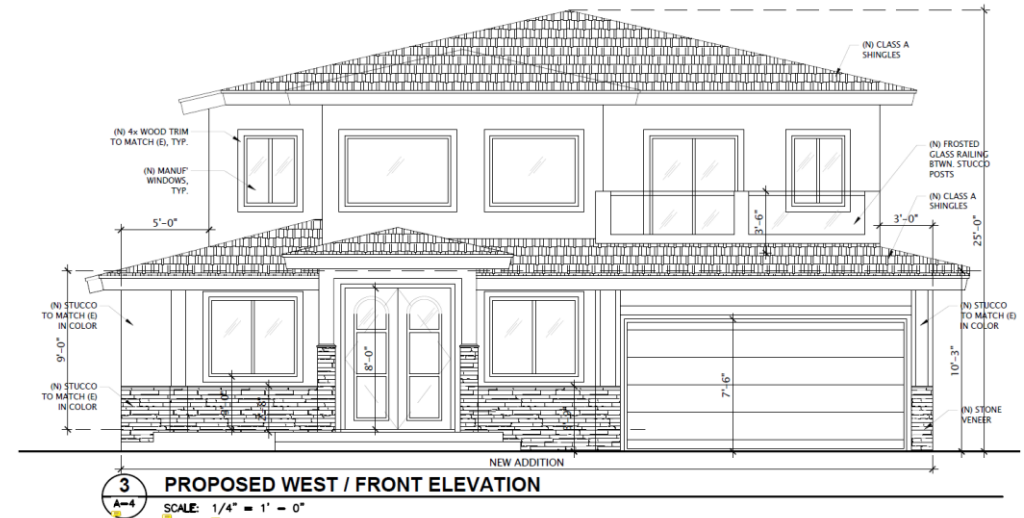 (N) CLASS A
SHINGLES
(N) 4x WOOD TRIM
TO MATCH (E), TYP.
(N) MANUF'
WINDOWS,
TYP.
(N) FROSTED
GLASS RAILING
BTWN. STUCCO
POSTS
(N) CLASS A
SHINGLES
5'-0"
3'-6"
3'-0"
25'-0"
(N) STUCCO
TO MATCH (E)
IN COLOR
(N) STUCCO
TO MATCH (E)
IN COLOR
9'-0"
8'-0"
7'-6"
10'-3"
(N) STUCCO
TO MATCH (E)
IN COLOR
(N) STONE
VENEER
NEW ADDITION
3
A-4
PROPOSED WEST / FRONT ELEVATION
SCALE: 1/4" = 1' - 0"